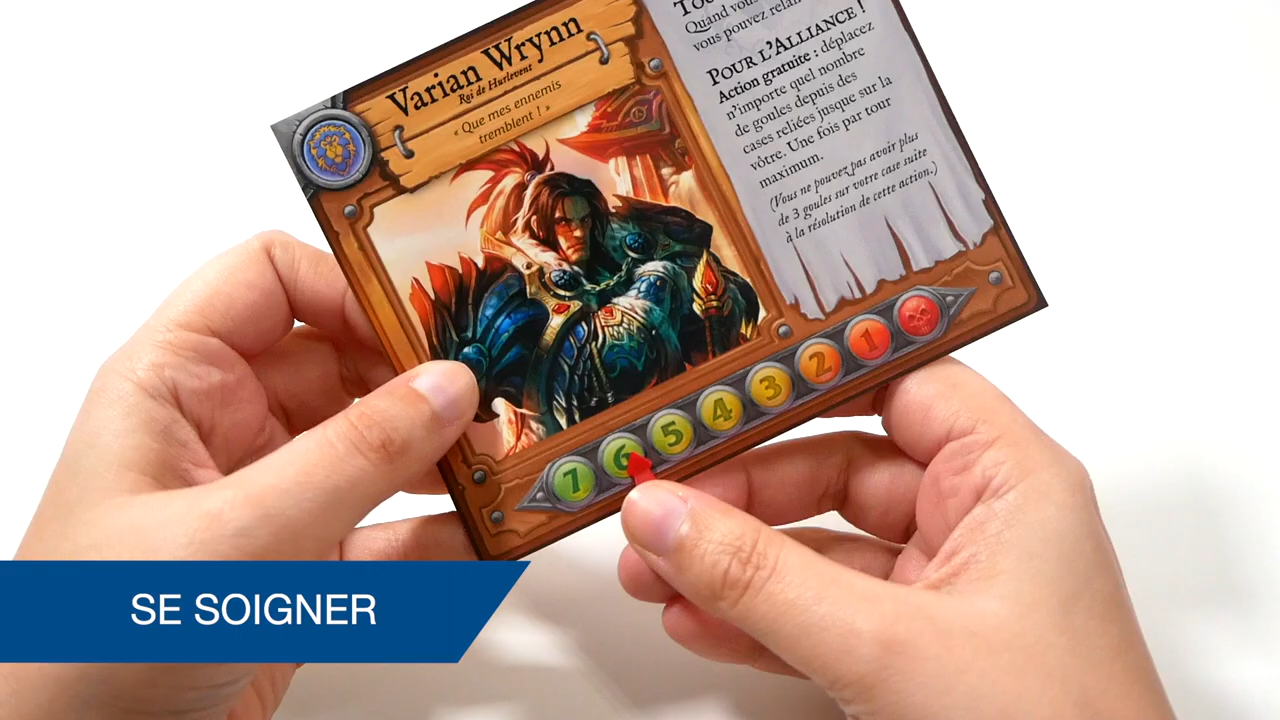 Varian Wrynn
Roi de Hurlevent
« Que mes ennemis
tremblent ! »
Quand vous
vous pouvez relan
POUR L'ALLIANCE !
Action gratuite : déplacez
n'importe quel nombre
de goules depuis des
cases reliées jusque sur la
vôtre. Une fois par tour
maximum.
(Vous ne pouvez pas avoir plus
de 3 goules sur votre case suite
à la résolution de cette action.)
7 6 5 4 3 2 1
SE SOIGNER